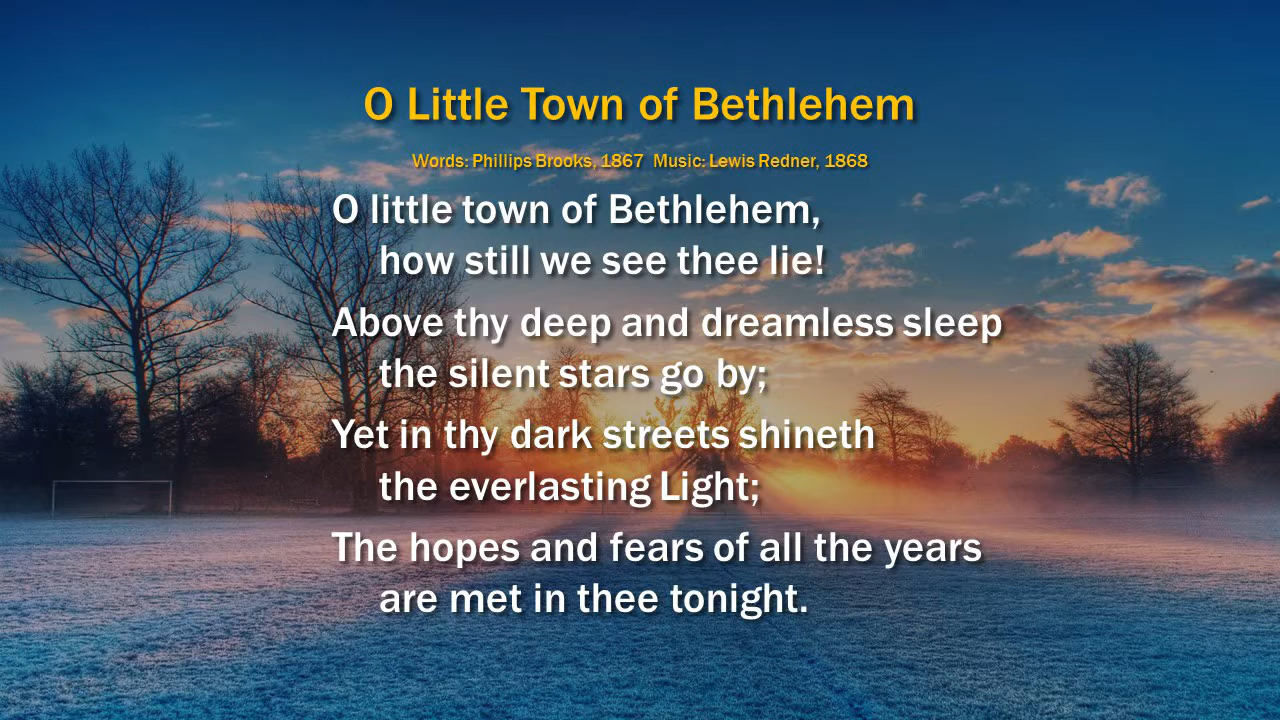 O Little Town of Bethlehem
Words: Phillips Brooks, 1867  Music: Lewis Redner, 1868
O little town of Bethlehem,
how still we see thee lie!
Above thy deep and dreamless sleep
the silent stars go by;
Yet in thy dark streets shineth
the everlasting Light;
The hopes and fears of all the years
are met in thee tonight.